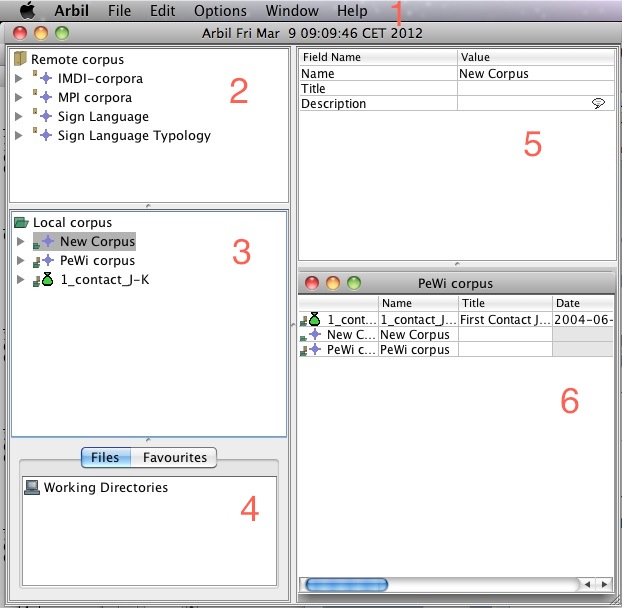 Arbil File Edit Options Window Help 1
Arbil Fri Mar 9 09:09:46 CET 2012
Remote corpus
IMDI-corpora
MPI corpora
Sign Language
Sign Language Typology
2
Local corpus
New Corpus
PeWi corpus
1_contact_J-K
3
Files Favourites
Working Directories
4
Field Name Value
Name New Corpus
Title
Description
5
PeWi corpus
Name Title Date
1_cont... 1_contact_J... First Contact J... 2004-06-
New C... New Corpus
PeWi c... PeWi corpus
6